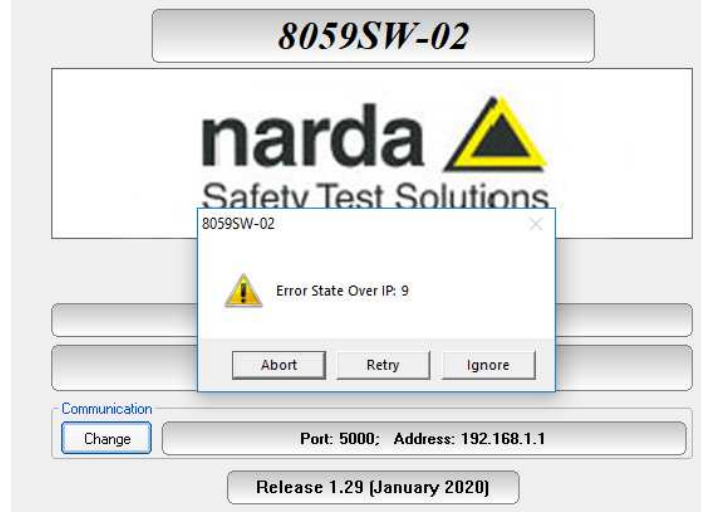 8059SW-02
narda
Safety Test Solutions
8059SW-02
Error State Over IP: 9
Abort Retry Ignore
Communication
Change Port: 5000; Address: 192.168.1.1
Release 1.29 (January 2020)